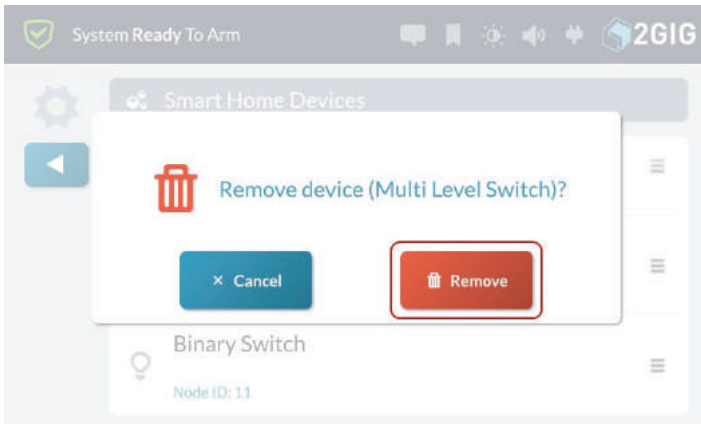 System Ready To Arm
2GIG
Smart Home Devices
Remove device (Multi Level Switch)?
× Cancel
Remove
Binary Switch
Node ID: 11